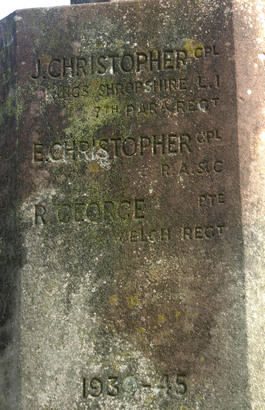 J. CHRISTOPHER CPL
KINGS SHROPSHIRE. L. I
7TH PARA REGT
E. CHRISTOPHER CPL
R. A. S. C
R. GEORGE PTE
WELCH REGT
1939-45